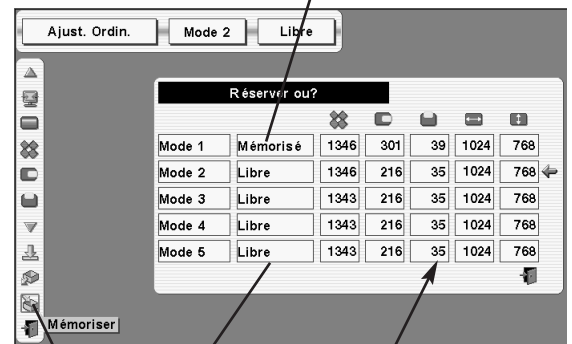 Ajust. Ordin. Mode 2 Libre
Réserver ou?
Mode 1 Mémorisé 1346 301 39 1024 768
Mode 2 Libre 1346 216 35 1024 768
Mode 3 Libre 1343 216 35 1024 768
Mode 4 Libre 1343 216 35 1024 768
Mode 5 Libre 1343 216 35 1024 768
Mémoriser